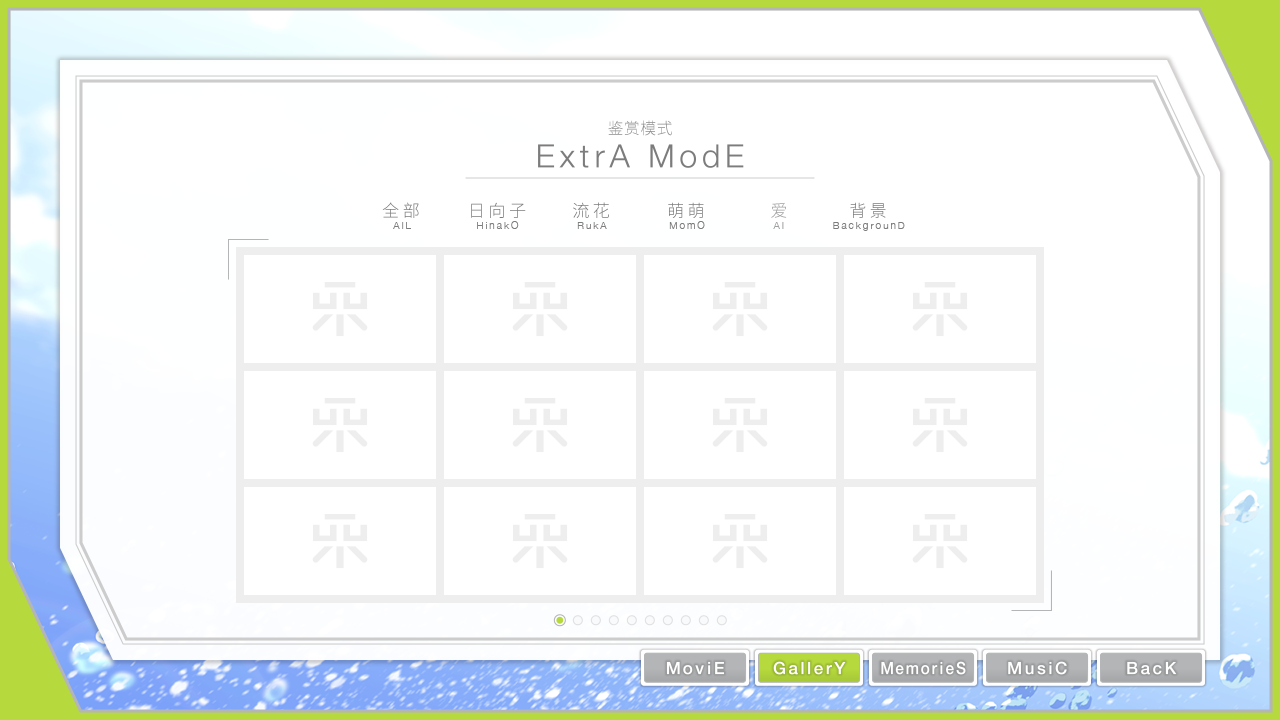 鉴赏模式
ExtrA ModE
全部 日向子 流花 萌萌 爱 背景
AlL HinakO RukA MomO AI BackgrounD
MoviE GallerY MemorieS MusiC BacK